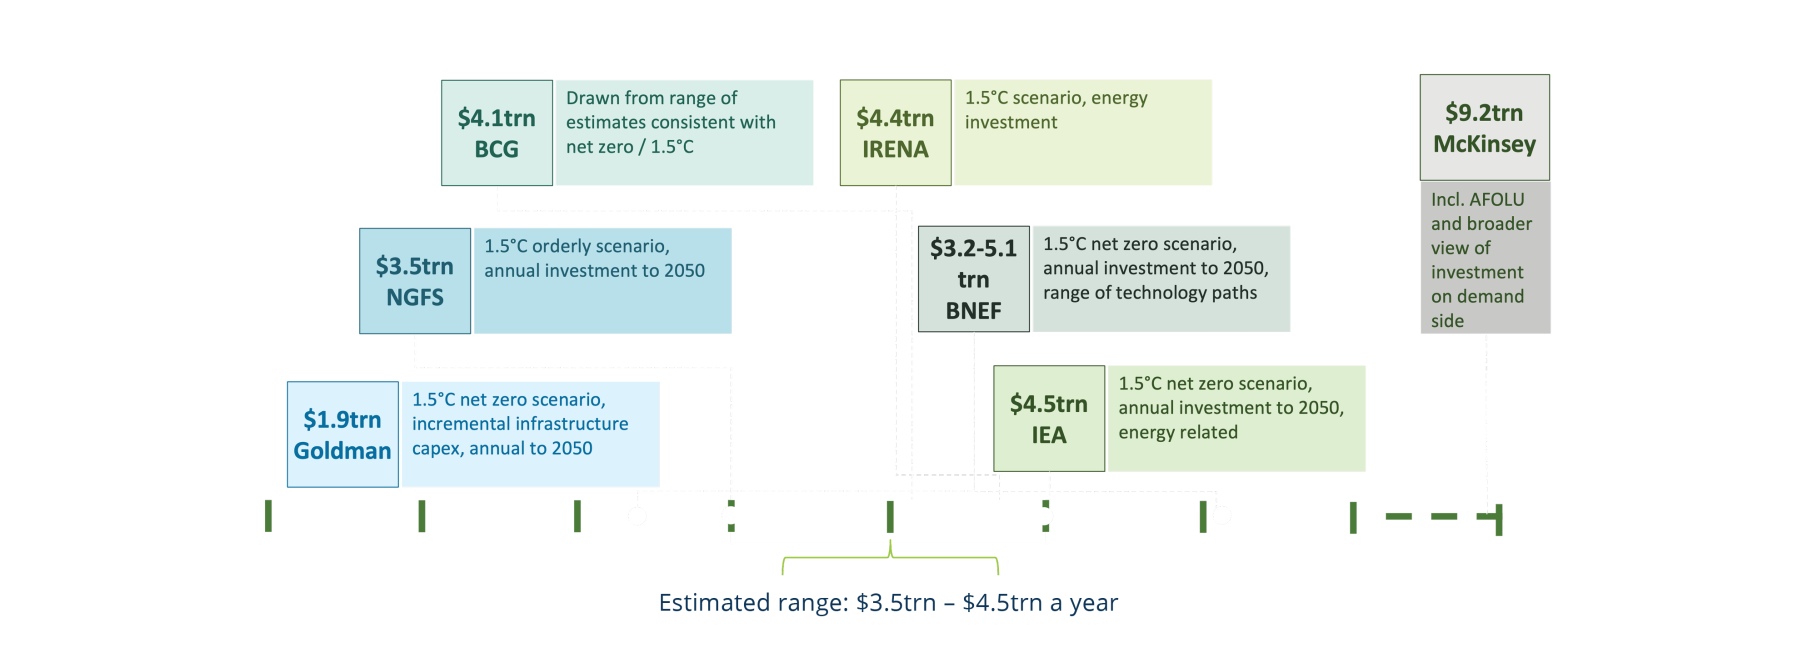 $4.1trn
BCG
Drawn from range of
estimates consistent with
net zero / 1.5°C
$4.4trn
IRENA
1.5°C scenario, energy
investment
$9.2trn
McKinsey
Incl. AFOLU
and broader
view of
investment
on demand
side
$3.5trn
NGFS
1.5°C orderly scenario,
annual investment to 2050
$3.2-5.1
trn
BNEF
1.5°C net zero scenario,
annual investment to 2050,
range of technology paths
$1.9trn
Goldman
1.5°C net zero scenario,
incremental infrastructure
capex, annual to 2050
$4.5trn
IEA
1.5°C net zero scenario,
annual investment to 2050,
energy related
Estimated range: $3.5trn – $4.5trn a year